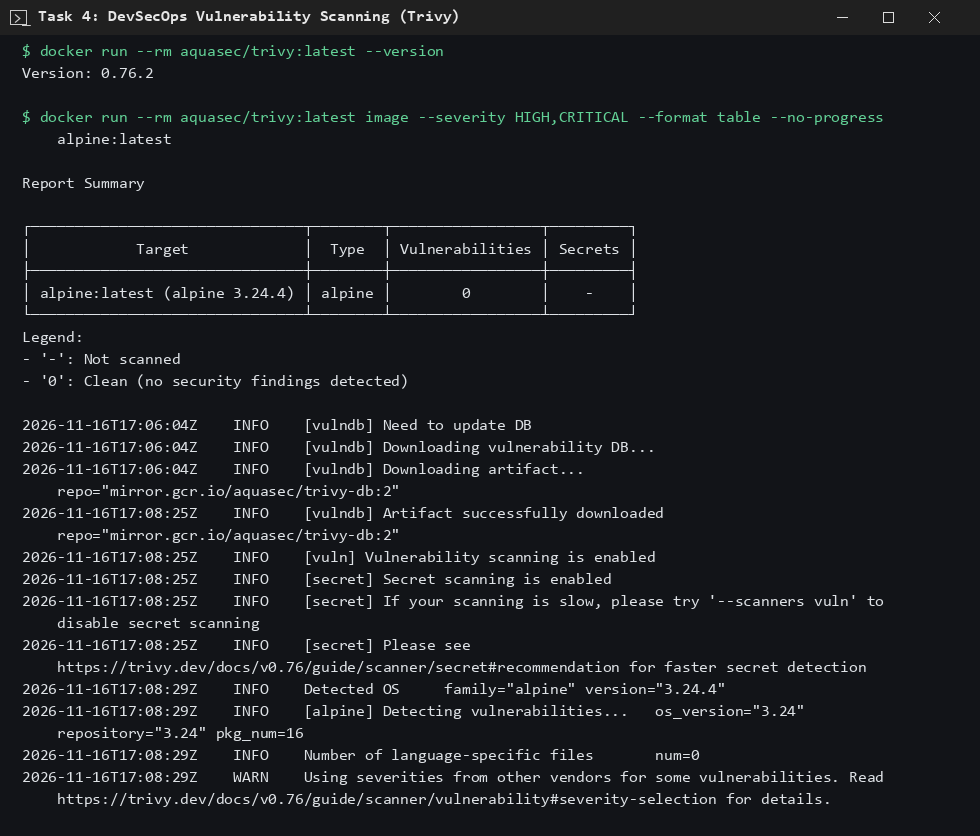 Task 4: DevSecOps Vulnerability Scanning (Trivy)
$ docker run --rm aquasec/trivy:latest --version
Version: 0.76.2
$ docker run --rm aquasec/trivy:latest image --severity HIGH,CRITICAL --format table --no-progress
alpine:latest
Report Summary
Target │ Type │ Vulnerabilities │ Secrets
alpine:latest (alpine 3.24.4) │ alpine │ 0 │ -
Legend:
- '-': Not scanned
- '0': Clean (no security findings detected)
2026-11-16T17:06:04Z    INFO    [vulndb] Need to update DB
2026-11-16T17:06:04Z    INFO    [vulndb] Downloading vulnerability DB...
2026-11-16T17:06:04Z    INFO    [vulndb] Downloading artifact...
repo="mirror.gcr.io/aquasec/trivy-db:2"
2026-11-16T17:08:25Z    INFO    [vulndb] Artifact successfully downloaded
repo="mirror.gcr.io/aquasec/trivy-db:2"
2026-11-16T17:08:25Z    INFO    [vuln] Vulnerability scanning is enabled
2026-11-16T17:08:25Z    INFO    [secret] Secret scanning is enabled
2026-11-16T17:08:25Z    INFO    [secret] If your scanning is slow, please try '--scanners vuln' to
disable secret scanning
2026-11-16T17:08:25Z    INFO    [secret] Please see
https://trivy.dev/docs/v0.76/guide/scanner/secret#recommendation for faster secret detection
2026-11-16T17:08:29Z    INFO    Detected OS     family="alpine" version="3.24.4"
2026-11-16T17:08:29Z    INFO    [alpine] Detecting vulnerabilities...   os_version="3.24"
repository="3.24" pkg_num=16
2026-11-16T17:08:29Z    INFO    Number of language-specific files       num=0
2026-11-16T17:08:29Z    WARN    Using severities from other vendors for some vulnerabilities. Read
https://trivy.dev/docs/v0.76/guide/scanner/vulnerability#severity-selection for details.